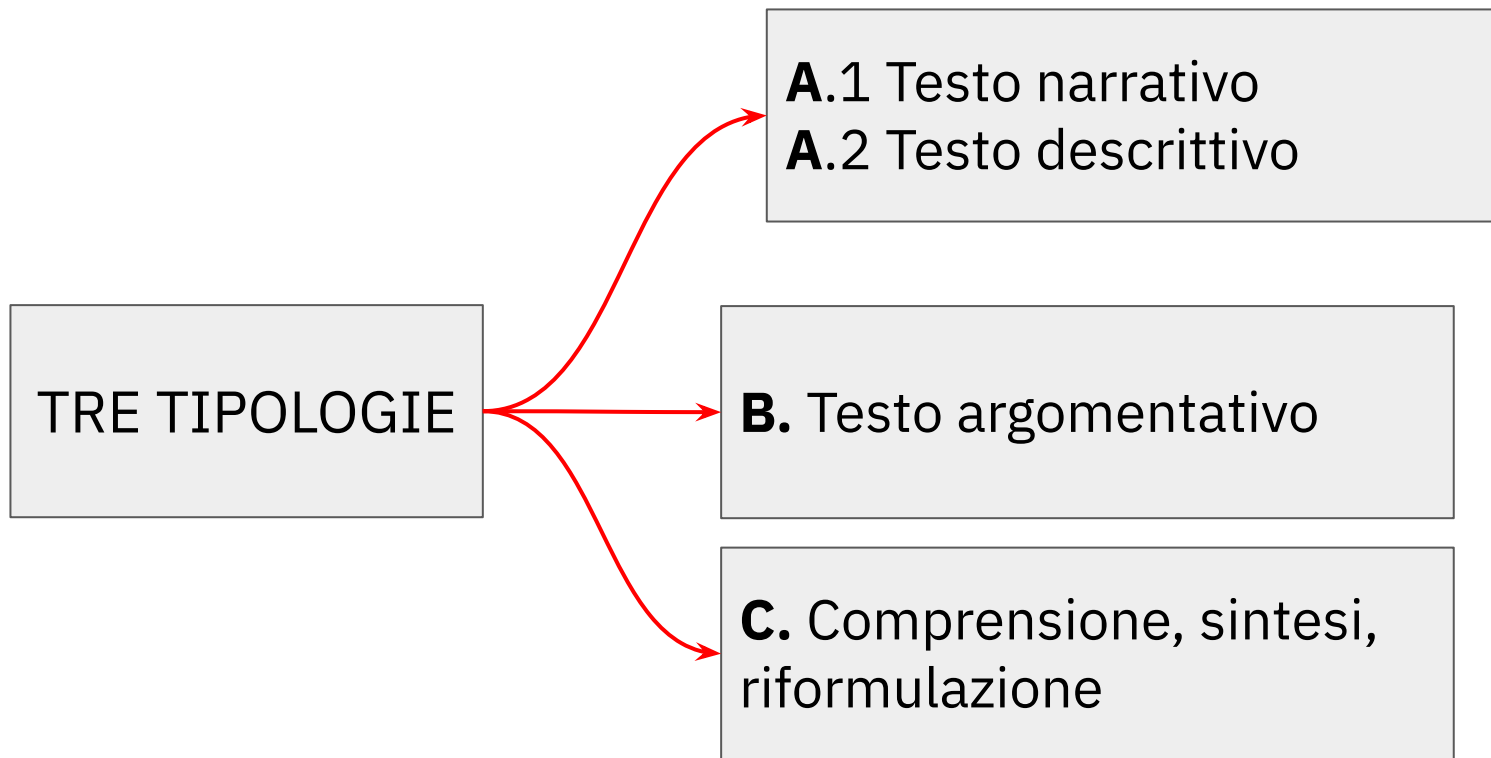 TRE TIPOLOGIE
A.1 Testo narrativo
A.2 Testo descrittivo
B. Testo argomentativo
C. Comprensione, sintesi,
riformulazione